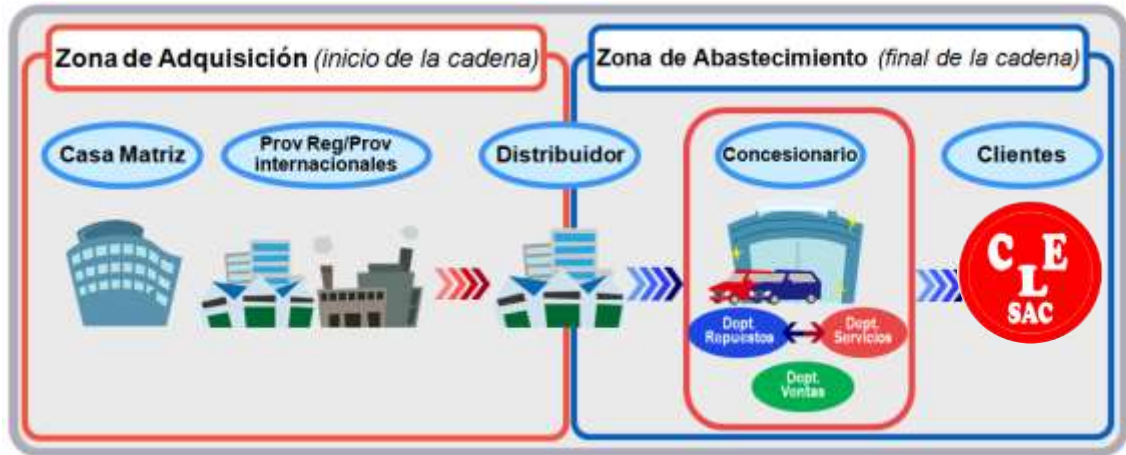 Zona de Adquisición (inicio de la cadena)
Zona de Abastecimiento (final de la cadena)
Casa Matriz
Prov Reg/Prov
internacionales
Distribuidor
Concesionario
Clientes
C L E
SAC
Dept.
Repuestos
Dept.
Servicios
Dept.
Ventas